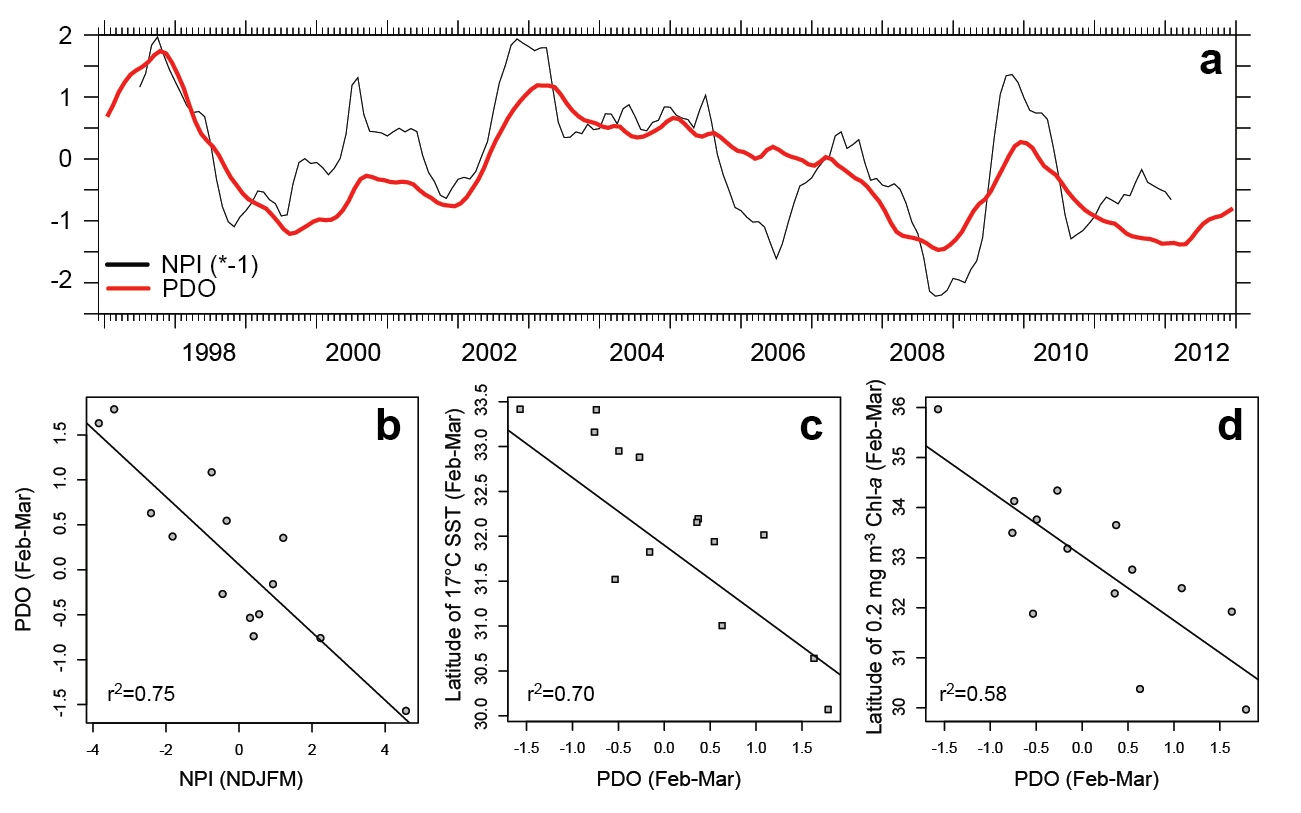 a
2
1
0
-1
-2
NPI (*-1)
PDO
1998 2000 2002 2004 2006 2008 2010 2012
b
PDO (Feb-Mar)
1.5
1.0
0.5
0.0
-0.5
-1.0
-1.5
r²=0.75
-4 -2 0 2 4
NPI (NDJFM)
c
Latitude of 17°C SST (Feb-Mar)
33.5
33.0
32.5
32.0
31.5
31.0
30.5
30.0
r²=0.70
-1.5 -1.0 -0.5 0.0 0.5 1.0 1.5
PDO (Feb-Mar)
d
Latitude of 0.2 mg m⁻³ Chl-a (Feb-Mar)
36
35
34
33
32
31
30
r²=0.58
-1.5 -1.0 -0.5 0.0 0.5 1.0 1.5
PDO (Feb-Mar)